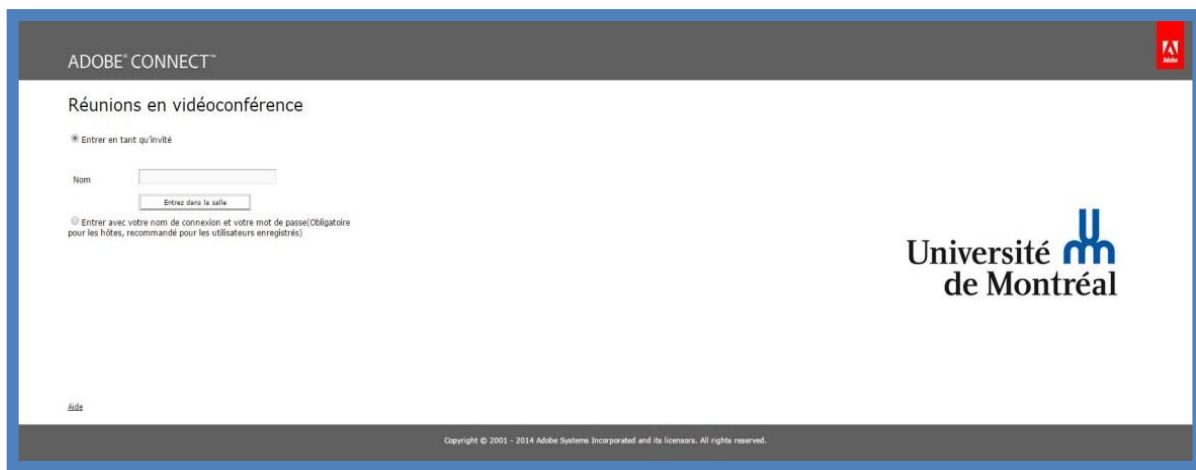 ADOBE® CONNECT™
Adobe
Réunions en vidéoconférence
Entrer en tant qu'invité
Nom
Entrez dans la salle
Entrer avec votre nom de connexion et votre mot de passe(Obligatoire
pour les hôtes, recommandé pour les utilisateurs enregistrés)
Université
de Montréal
Aide
Copyright © 2001 - 2014 Adobe Systems Incorporated and its licensors. All rights reserved.